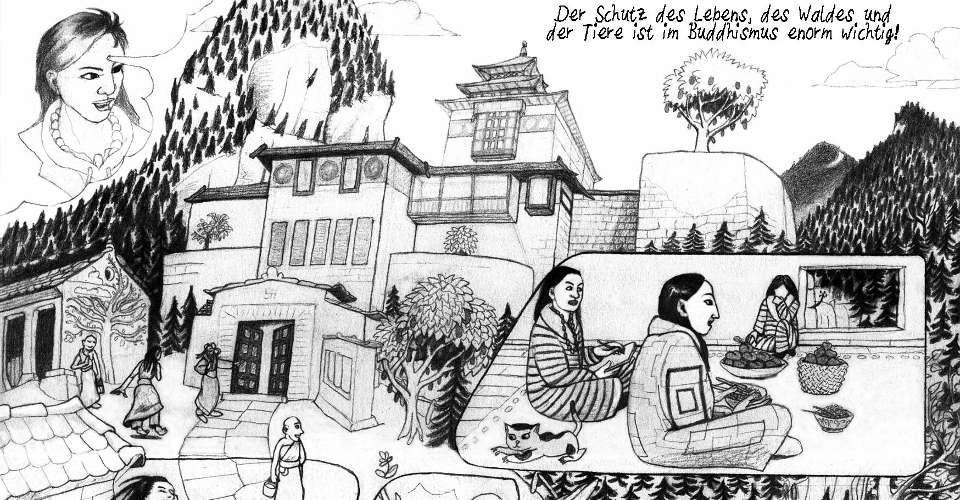 Der Schutz des Lebens, des Waldes und
der Tiere ist im Buddhismus enorm wichtig!